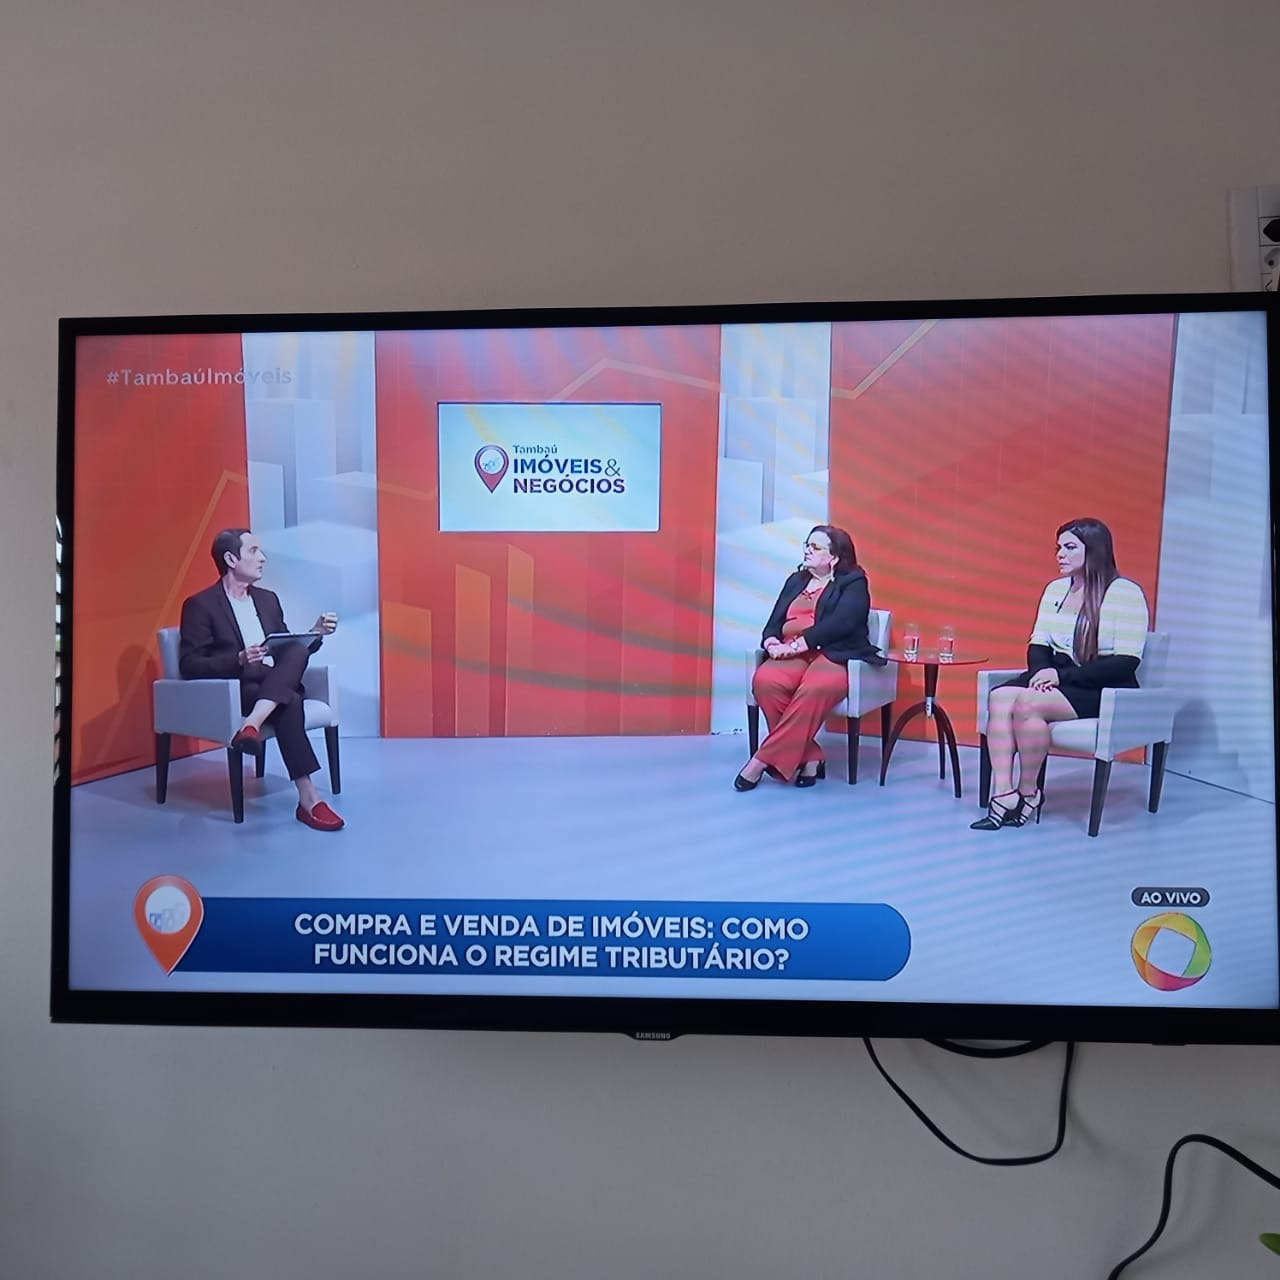 #TambaúImóveis
Tambaú
IMÓVEIS&
NEGÓCIOS
COMPRA E VENDA DE IMÓVEIS: COMO
FUNCIONA O REGIME TRIBUTÁRIO?
AO VIVO
SAMSUNG